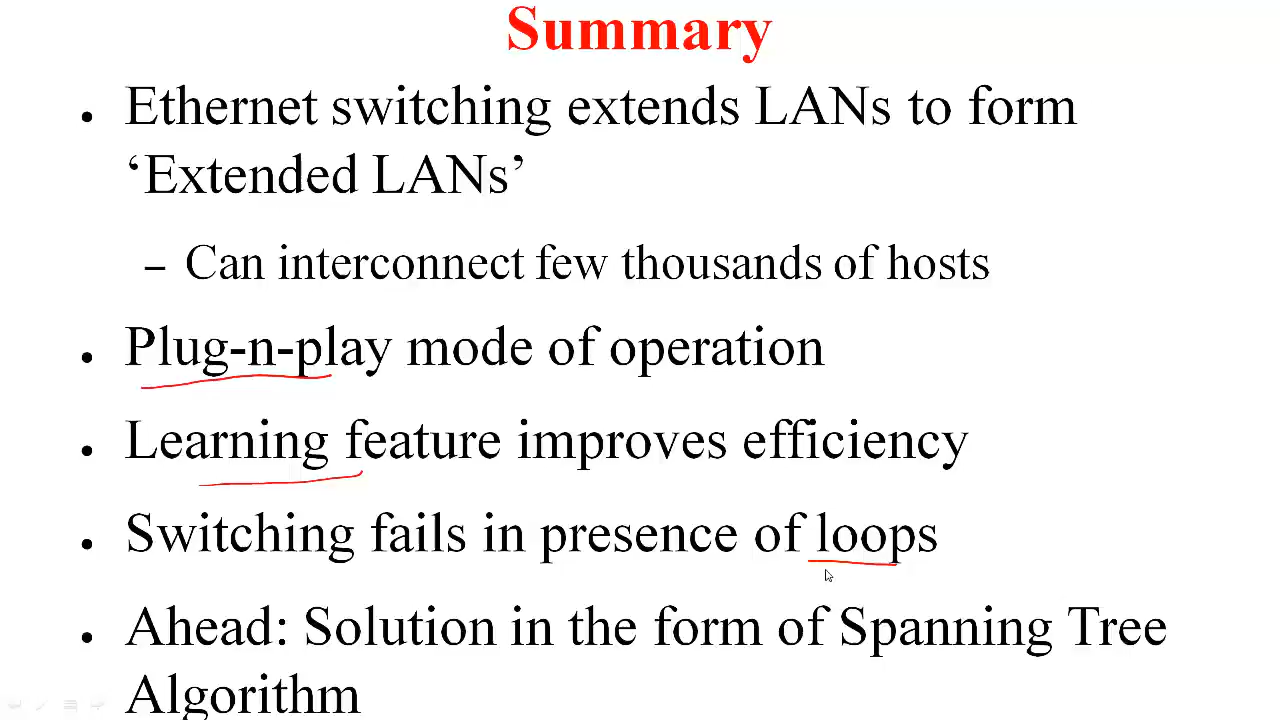 Summary
• Ethernet switching extends LANs to form
‘Extended LANs’
– Can interconnect few thousands of hosts
• Plug-n-play mode of operation
• Learning feature improves efficiency
• Switching fails in presence of loops
• Ahead: Solution in the form of Spanning Tree
Algorithm